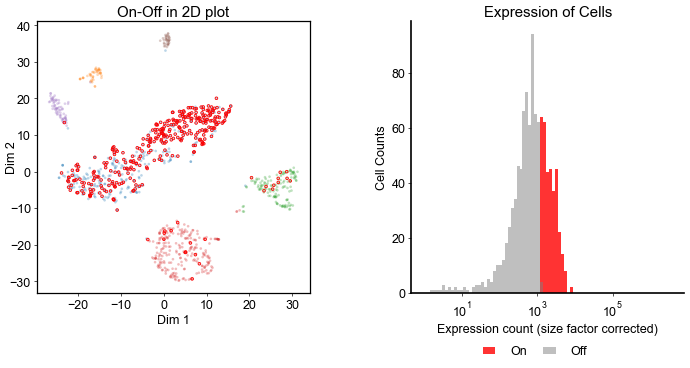 On-Off in 2D plot
40
30
20
10
0
−10
−20
−30
Dim 2
−20 −10 0 10 20 30
Dim 1
Expression of Cells
80
60
40
20
0
Cell Counts
10^1 10^3 10^5
Expression count (size factor corrected)
On Off